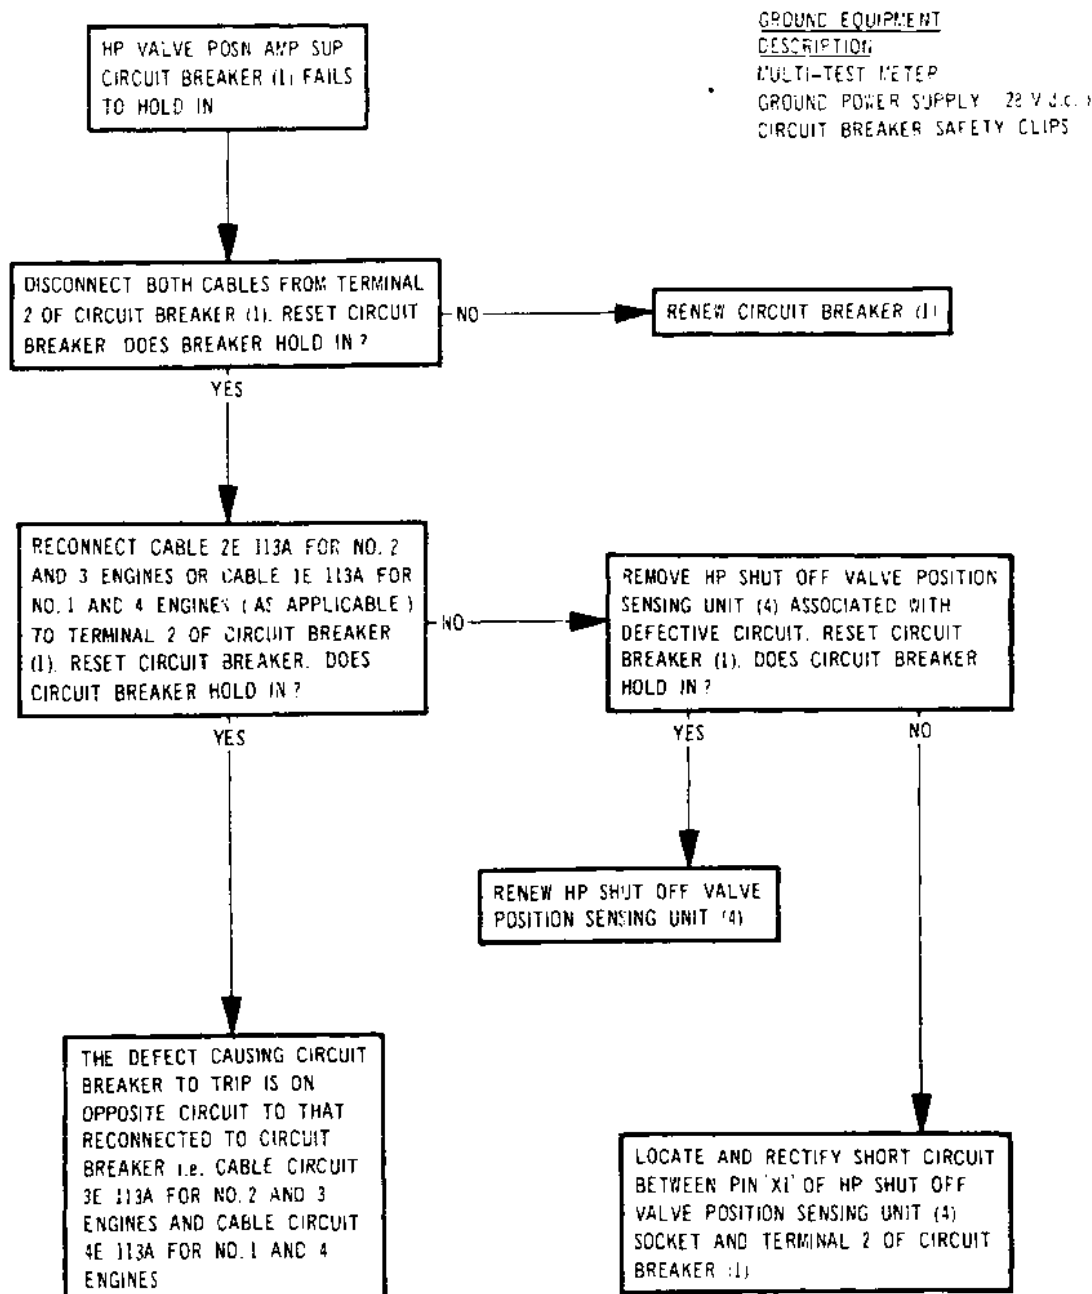 GROUND EQUIPMENT
DESCRIPTION
MULTI-TEST METER
GROUND POWER SUPPLY 28 V d.c.
CIRCUIT BREAKER SAFETY CLIPS
HP VALVE POSN AMP SUP
CIRCUIT BREAKER (1) FAILS
TO HOLD IN
DISCONNECT BOTH CABLES FROM TERMINAL
2 OF CIRCUIT BREAKER (1). RESET CIRCUIT
BREAKER DOES BREAKER HOLD IN ?
NO
RENEW CIRCUIT BREAKER (1)
YES
RECONNECT CABLE 2E 113A FOR NO. 2
AND 3 ENGINES OR CABLE 1E 113A FOR
NO. 1 AND 4 ENGINES (AS APPLICABLE)
TO TERMINAL 2 OF CIRCUIT BREAKER
(1). RESET CIRCUIT BREAKER. DOES
CIRCUIT BREAKER HOLD IN ?
NO
REMOVE HP SHUT OFF VALVE POSITION
SENSING UNIT (4) ASSOCIATED WITH
DEFECTIVE CIRCUIT. RESET CIRCUIT
BREAKER (1). DOES CIRCUIT BREAKER
HOLD IN ?
YES
YES
NO
RENEW HP SHUT OFF VALVE
POSITION SENSING UNIT (4)
THE DEFECT CAUSING CIRCUIT
BREAKER TO TRIP IS ON
OPPOSITE CIRCUIT TO THAT
RECONNECTED TO CIRCUIT
BREAKER i.e. CABLE CIRCUIT
3E 113A FOR NO. 2 AND 3
ENGINES AND CABLE CIRCUIT
4E 113A FOR NO. 1 AND 4
ENGINES
LOCATE AND RECTIFY SHORT CIRCUIT
BETWEEN PIN 'X1' OF HP SHUT OFF
VALVE POSITION SENSING UNIT (4)
SOCKET AND TERMINAL 2 OF CIRCUIT
BREAKER (1)